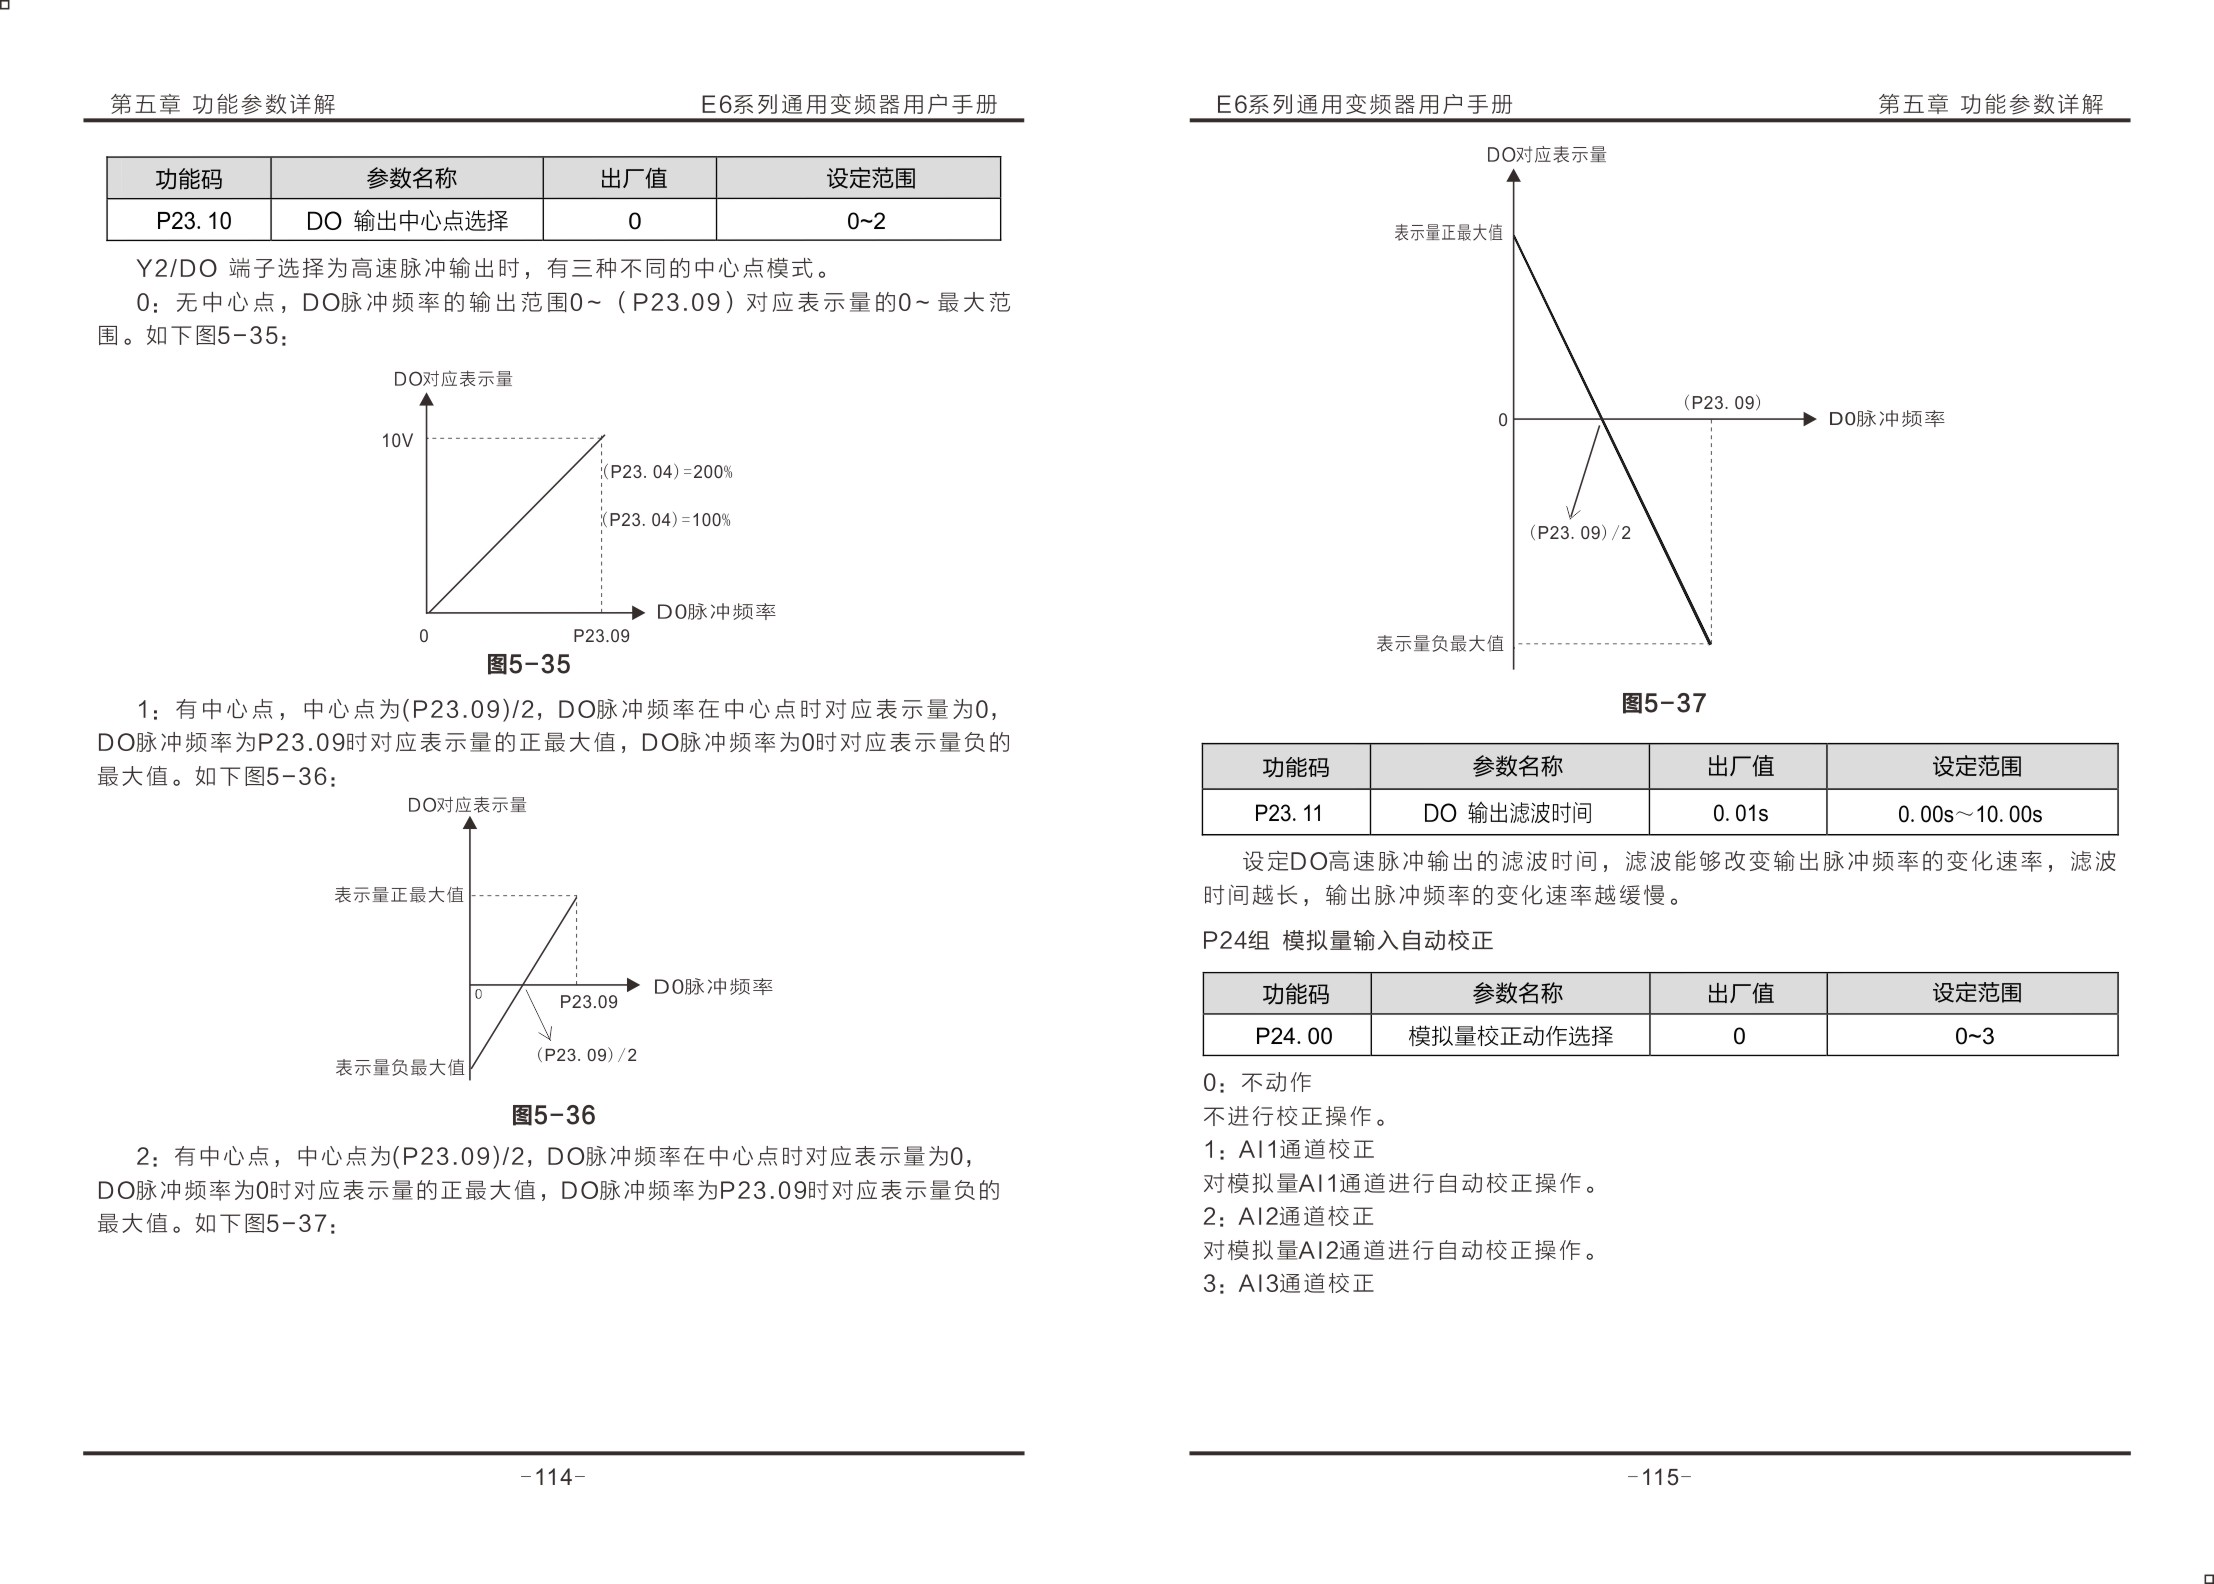 第五章 功能参数详解 E6系列通用变频器用户手册
功能码 参数名称 出厂值 设定范围
P23.10 DO 输出中心点选择 0 0~2
Y2/DO 端子选择为高速脉冲输出时，有三种不同的中心点模式。
0：无中心点，DO脉冲频率的输出范围0~（P23.09）对应表示量的0~最大范
围。如下图5-35：
DO对应表示量
10V
(P23.04)=200%
(P23.04)=100%
DO脉冲频率
0 P23.09
图5-35
1：有中心点，中心点为(P23.09)/2，DO脉冲频率在中心点时对应表示量为0，
DO脉冲频率为P23.09时对应表示量的正最大值，DO脉冲频率为0时对应表示量负的
最大值。如下图5-36：
DO对应表示量
表示量正最大值
0 P23.09 DO脉冲频率
(P23.09)/2
表示量负最大值
图5-36
2：有中心点，中心点为(P23.09)/2，DO脉冲频率在中心点时对应表示量为0，
DO脉冲频率为0时对应表示量的正最大值，DO脉冲频率为P23.09时对应表示量负的
最大值。如下图5-37：
-114-
E6系列通用变频器用户手册 第五章 功能参数详解
DO对应表示量
表示量正最大值
(P23.09)
0 DO脉冲频率
(P23.09)/2
表示量负最大值
图5-37
功能码 参数名称 出厂值 设定范围
P23.11 DO 输出滤波时间 0.01s 0.00s～10.00s
设定DO高速脉冲输出的滤波时间，滤波能够改变输出脉冲频率的变化速率，滤波
时间越长，输出脉冲频率的变化速率越缓慢。
P24组 模拟量输入自动校正
功能码 参数名称 出厂值 设定范围
P24.00 模拟量校正动作选择 0 0~3
0：不动作
不进行校正操作。
1：AI1通道校正
对模拟量AI1通道进行自动校正操作。
2：AI2通道校正
对模拟量AI2通道进行自动校正操作。
3：AI3通道校正
-115-